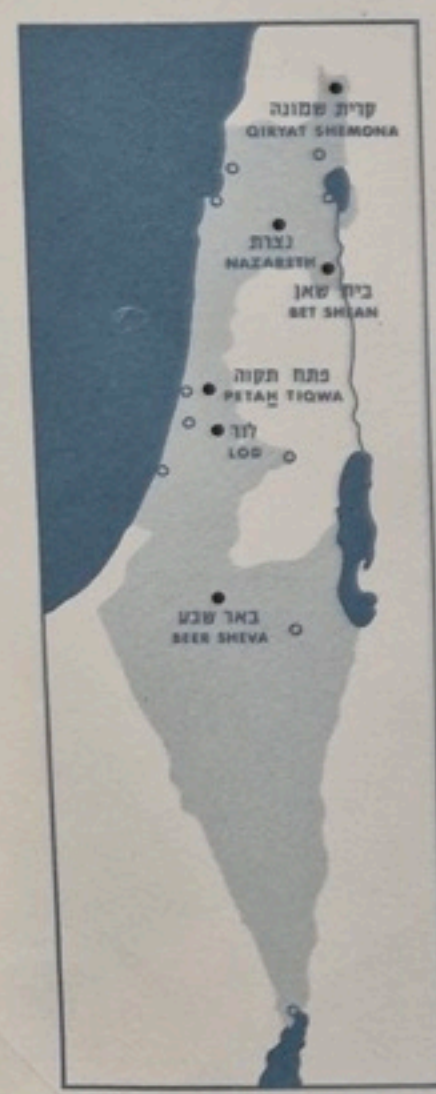 קרית שמונה
QIRYAT SHEMONA
נצרת
NAZARETH
בית שאן
BET SHEAN
פתח תקוה
PETAH TIQWA
לוד
LOD
באר שבע
BEER SHEVA